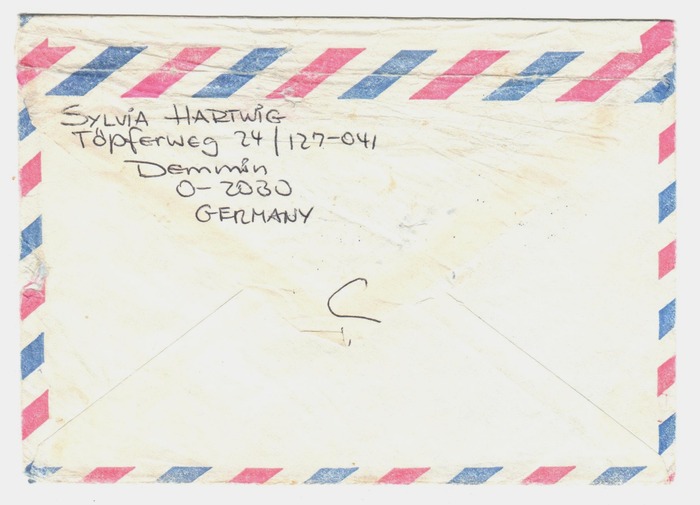 SYLVIA HARTWIG
Töpferweg 24/127-041
Demmin
O-2030
GERMANY
C